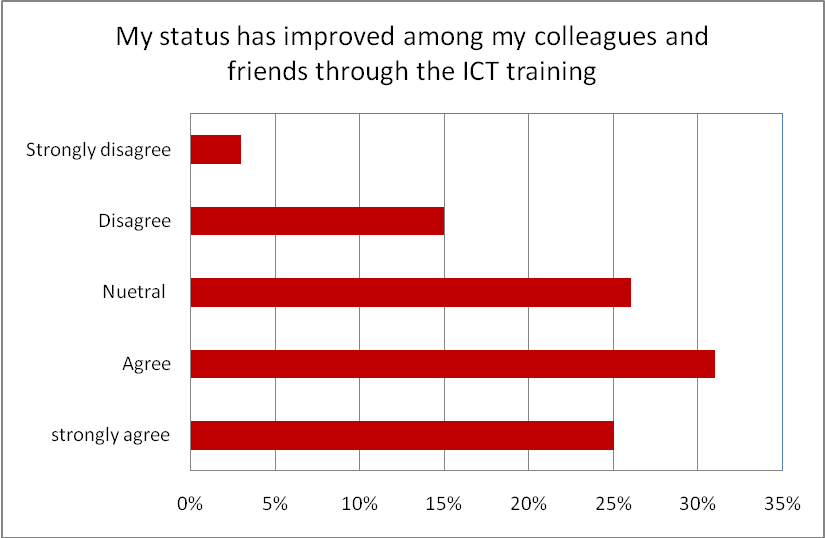 My status has improved among my colleagues and
friends through the ICT training
Strongly disagree
Disagree
Nuetral
Agree
strongly agree
0% 5% 10% 15% 20% 25% 30% 35%